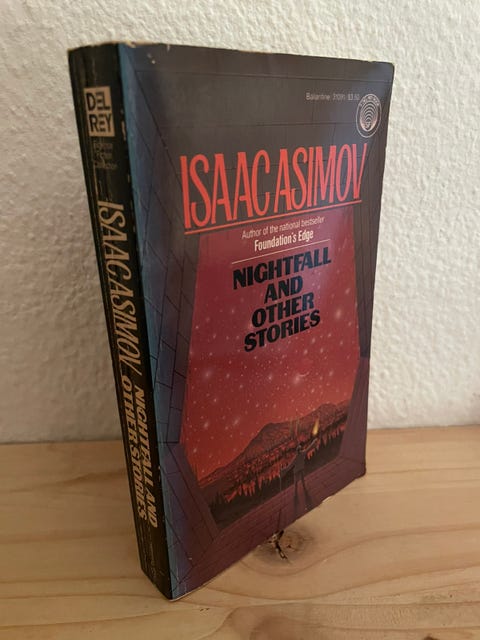 DEL
REY
ISAAC ASIMOV
NIGHTFALL AND
OTHER STORIES
Ballantine
$3.50
ISAAC ASIMOV
Author of the national bestseller
Foundation's Edge
NIGHTFALL
AND
OTHER
STORIES